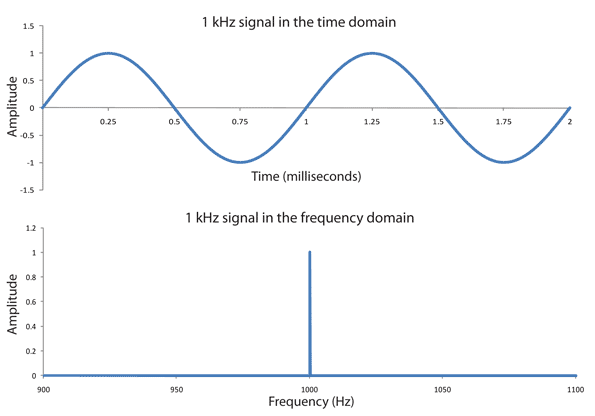 1 kHz signal in the time domain
1.5
1
0.5
0
-0.5
-1
-1.5
Amplitude
0.25 0.5 0.75 1 1.25 1.5 1.75 2
Time (milliseconds)
1 kHz signal in the frequency domain
1.2
1
0.8
0.6
0.4
0.2
0
Amplitude
900 950 1000 1050 1100
Frequency (Hz)